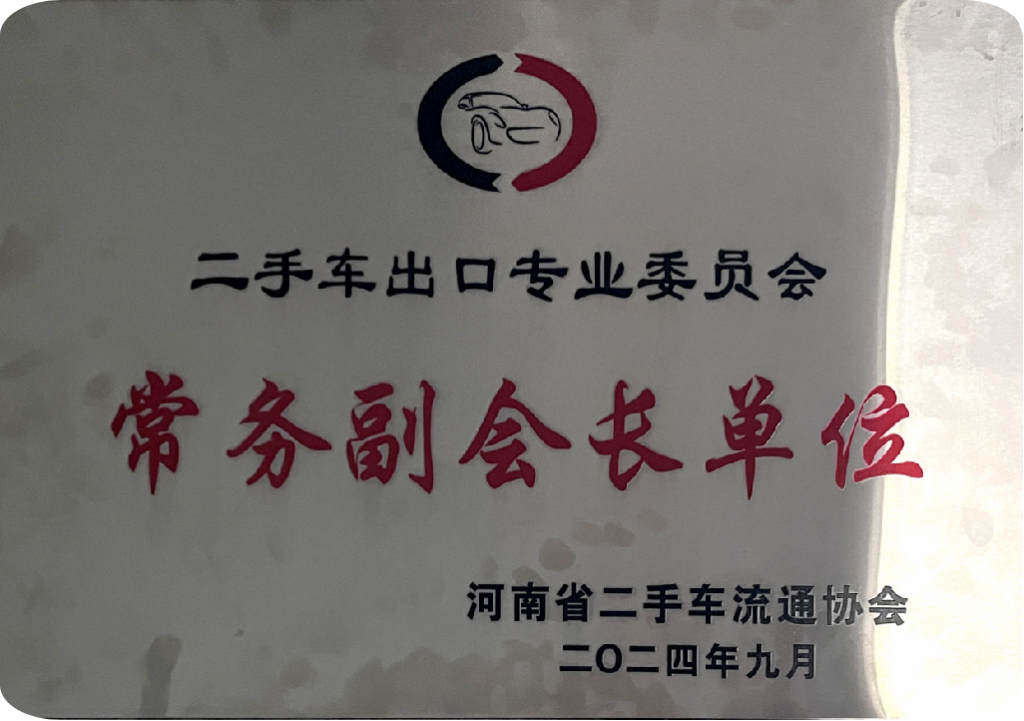 二手车出口专业委员会
常务副会长单位
河南省二手车流通协会
二〇二四年九月